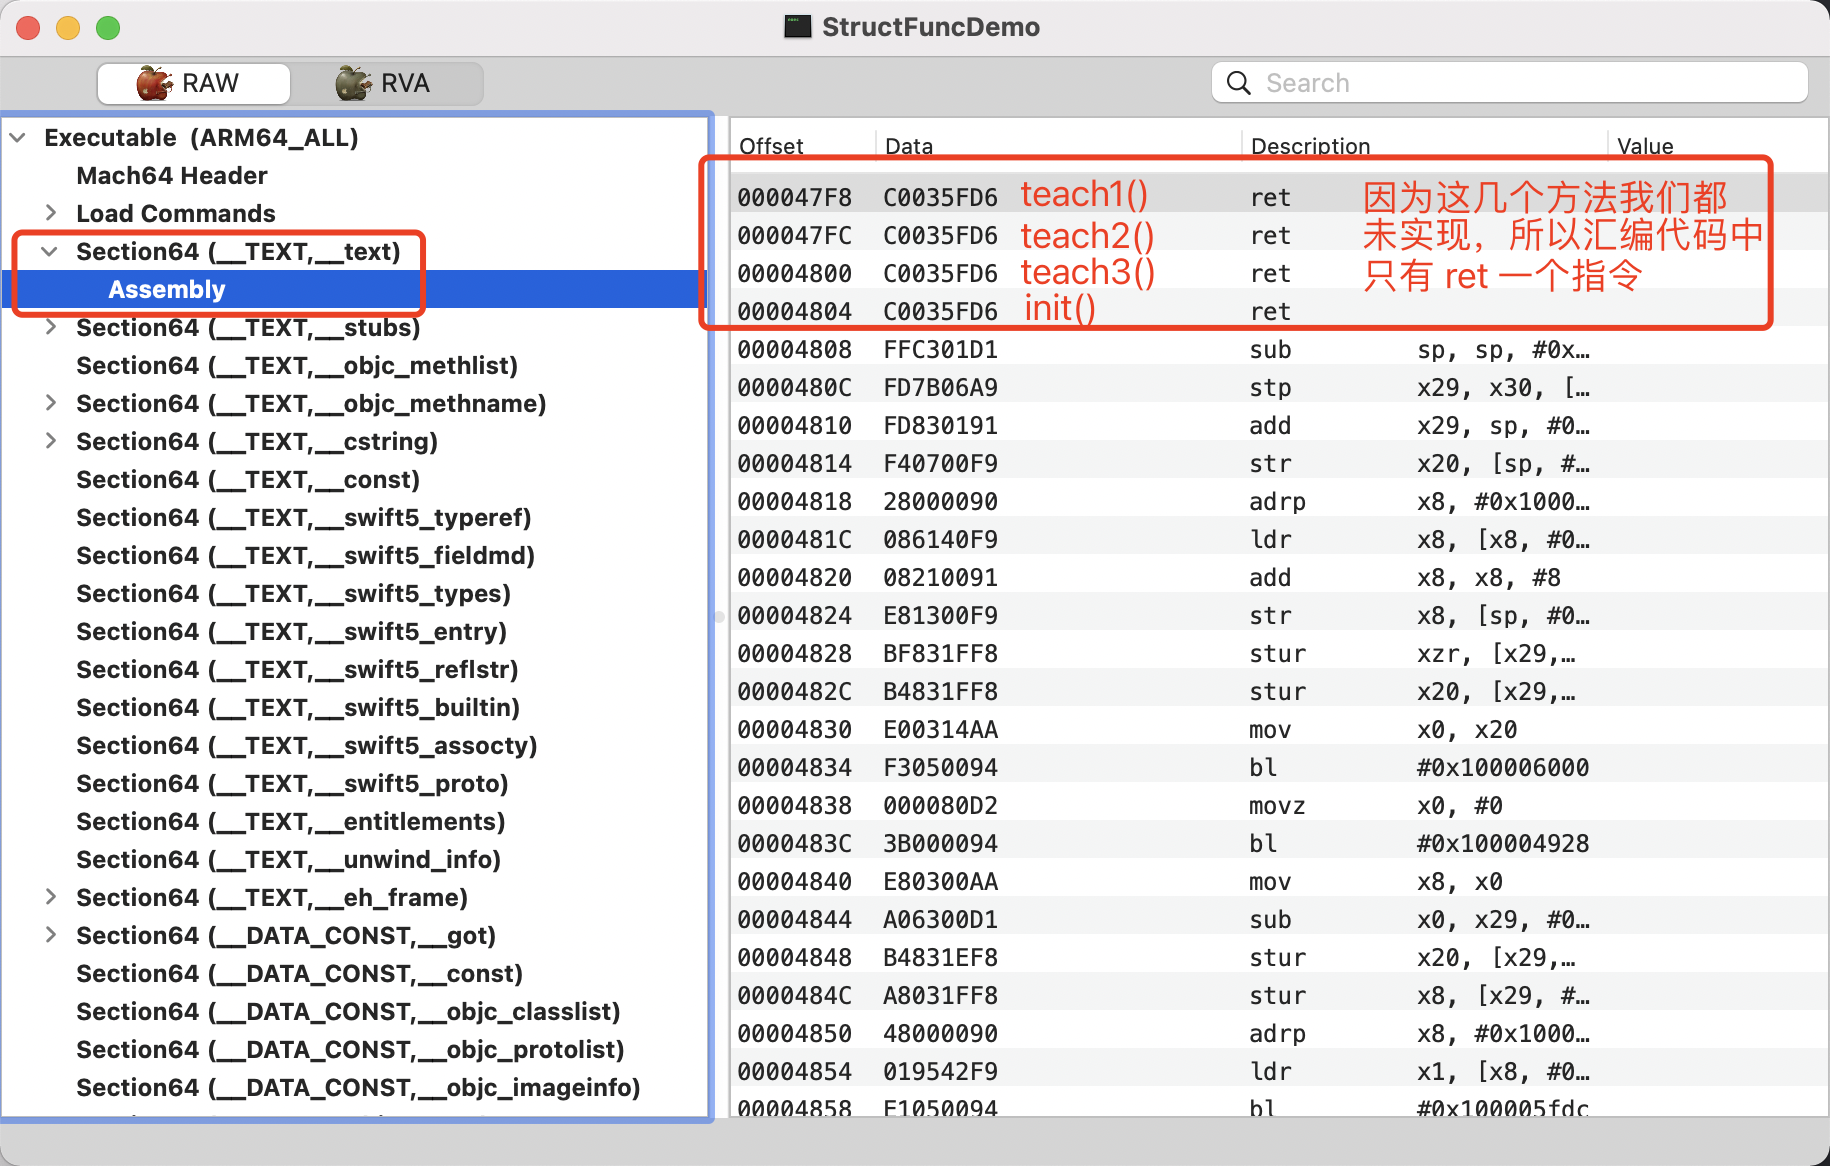 StructFuncDemo
RAW
RVA
Search
Executable (ARM64_ALL)
Mach64 Header
Load Commands
Section64 (__TEXT,__text)
Assembly
Section64 (__TEXT,__stubs)
Section64 (__TEXT,__objc_methlist)
Section64 (__TEXT,__objc_methname)
Section64 (__TEXT,__cstring)
Section64 (__TEXT,__const)
Section64 (__TEXT,__swift5_typeref)
Section64 (__TEXT,__swift5_fieldmd)
Section64 (__TEXT,__swift5_types)
Section64 (__TEXT,__swift5_entry)
Section64 (__TEXT,__swift5_reflstr)
Section64 (__TEXT,__swift5_builtin)
Section64 (__TEXT,__swift5_assocty)
Section64 (__TEXT,__swift5_proto)
Section64 (__TEXT,__entitlements)
Section64 (__TEXT,__unwind_info)
Section64 (__TEXT,__eh_frame)
Section64 (__DATA_CONST,__got)
Section64 (__DATA_CONST,__const)
Section64 (__DATA_CONST,__objc_classlist)
Section64 (__DATA_CONST,__objc_protolist)
Section64 (__DATA_CONST,__objc_imageinfo)
Offset Data Description Value
000047F8 C0035FD6 teach1() ret 因为这几个方法我们都
000047FC C0035FD6 teach2() ret 未实现，所以汇编代码中
00004800 C0035FD6 teach3() ret 只有 ret 一个指令
00004804 C0035FD6 init() ret
00004808 FFC301D1 sub sp, sp, #0x…
0000480C FD7B06A9 stp x29, x30, […
00004810 FD830191 add x29, sp, #0…
00004814 F40700F9 str x20, [sp, #…
00004818 28000090 adrp x8, #0x1000…
0000481C 086140F9 ldr x8, [x8, #0…
00004820 08210091 add x8, x8, #8
00004824 E81300F9 str x8, [sp, #0…
00004828 BF831FF8 stur xzr, [x29,…
0000482C B4831FF8 stur x20, [x29,…
00004830 E00314AA mov x0, x20
00004834 F3050094 bl #0x100006000
00004838 000080D2 movz x0, #0
0000483C 3B000094 bl #0x100004928
00004840 E80300AA mov x8, x0
00004844 A06300D1 sub x0, x29, #0…
00004848 B4831EF8 stur x20, [x29,…
0000484C A8031FF8 stur x8, [x29, #…
00004850 48000090 adrp x8, #0x1000…
00004854 019542F9 ldr x1, [x8, #0…
00004858 E1050094 bl #0x100005fdc